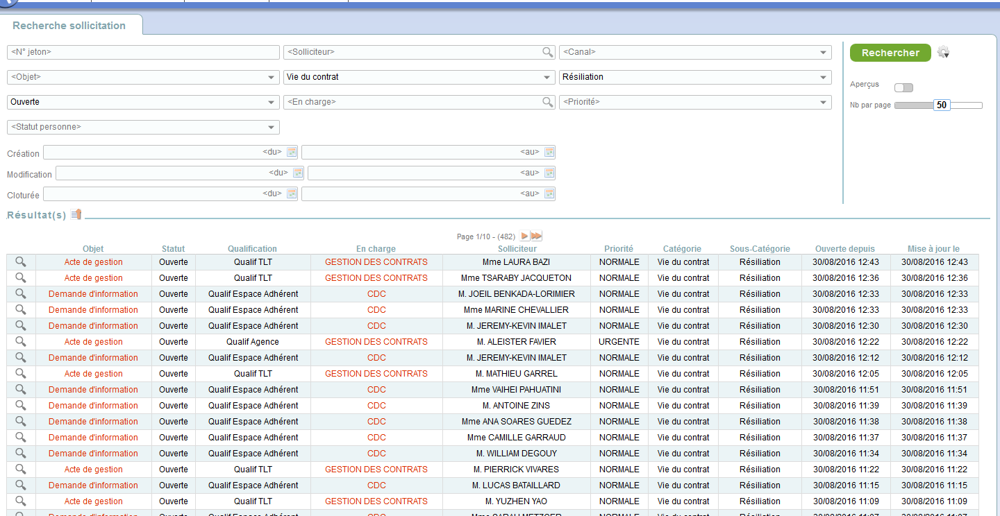 Recherche sollicitation
<N° jeton> <Solliciteur> <Canal> Rechercher
<Objet> Vie du contrat Résiliation Aperçus
Ouverte <En charge> <Priorité> Nb par page 50
<Statut personne>
Création <du> <au>
Modification <du> <au>
Cloturée <du> <au>
Résultat(s)
Page 1/10 - (482)
Objet Statut Qualification En charge Solliciteur Priorité Catégorie Sous-Catégorie Ouverte depuis Mise à jour le
Acte de gestion Ouverte Qualif TLT GESTION DES CONTRATS Mme LAURA BAZI NORMALE Vie du contrat Résiliation 30/08/2016 12:43 30/08/2016 12:43
Acte de gestion Ouverte Qualif TLT GESTION DES CONTRATS Mme TSARABY JACQUETON NORMALE Vie du contrat Résiliation 30/08/2016 12:36 30/08/2016 12:36
Demande d'information Ouverte Qualif Espace Adhérent CDC M. JOEIL BENKADA-LORIMIER NORMALE Vie du contrat Résiliation 30/08/2016 12:33 30/08/2016 12:33
Demande d'information Ouverte Qualif Espace Adhérent CDC Mme MARINE CHEVALLIER NORMALE Vie du contrat Résiliation 30/08/2016 12:33 30/08/2016 12:33
Demande d'information Ouverte Qualif Espace Adhérent CDC M. JEREMY-KEVIN IMALET NORMALE Vie du contrat Résiliation 30/08/2016 12:30 30/08/2016 12:30
Acte de gestion Ouverte Qualif Agence GESTION DES CONTRATS M. ALEISTER FAVIER URGENTE Vie du contrat Résiliation 30/08/2016 12:22 30/08/2016 12:22
Demande d'information Ouverte Qualif Espace Adhérent CDC M. JEREMY-KEVIN IMALET NORMALE Vie du contrat Résiliation 30/08/2016 12:12 30/08/2016 12:12
Acte de gestion Ouverte Qualif TLT GESTION DES CONTRATS M. MATHIEU GARREL NORMALE Vie du contrat Résiliation 30/08/2016 12:05 30/08/2016 12:05
Demande d'information Ouverte Qualif Espace Adhérent CDC Mme VAIHEI PAHUATINI NORMALE Vie du contrat Résiliation 30/08/2016 11:51 30/08/2016 11:51
Demande d'information Ouverte Qualif Espace Adhérent CDC M. ANTOINE ZINS NORMALE Vie du contrat Résiliation 30/08/2016 11:39 30/08/2016 11:39
Demande d'information Ouverte Qualif Espace Adhérent CDC Mme ANA SOARES GUEDEZ NORMALE Vie du contrat Résiliation 30/08/2016 11:38 30/08/2016 11:38
Demande d'information Ouverte Qualif Espace Adhérent CDC Mme CAMILLE GARRAUD NORMALE Vie du contrat Résiliation 30/08/2016 11:37 30/08/2016 11:37
Demande d'information Ouverte Qualif Espace Adhérent CDC M. WILLIAM DEGOUY NORMALE Vie du contrat Résiliation 30/08/2016 11:34 30/08/2016 11:34
Acte de gestion Ouverte Qualif TLT GESTION DES CONTRATS M. PIERRICK VIVARES NORMALE Vie du contrat Résiliation 30/08/2016 11:22 30/08/2016 11:22
Demande d'information Ouverte Qualif Espace Adhérent CDC M. LUCAS BATAILLARD NORMALE Vie du contrat Résiliation 30/08/2016 11:15 30/08/2016 11:15
Acte de gestion Ouverte Qualif TLT GESTION DES CONTRATS M. YUZHEN YAO NORMALE Vie du contrat Résiliation 30/08/2016 11:09 30/08/2016 11:09